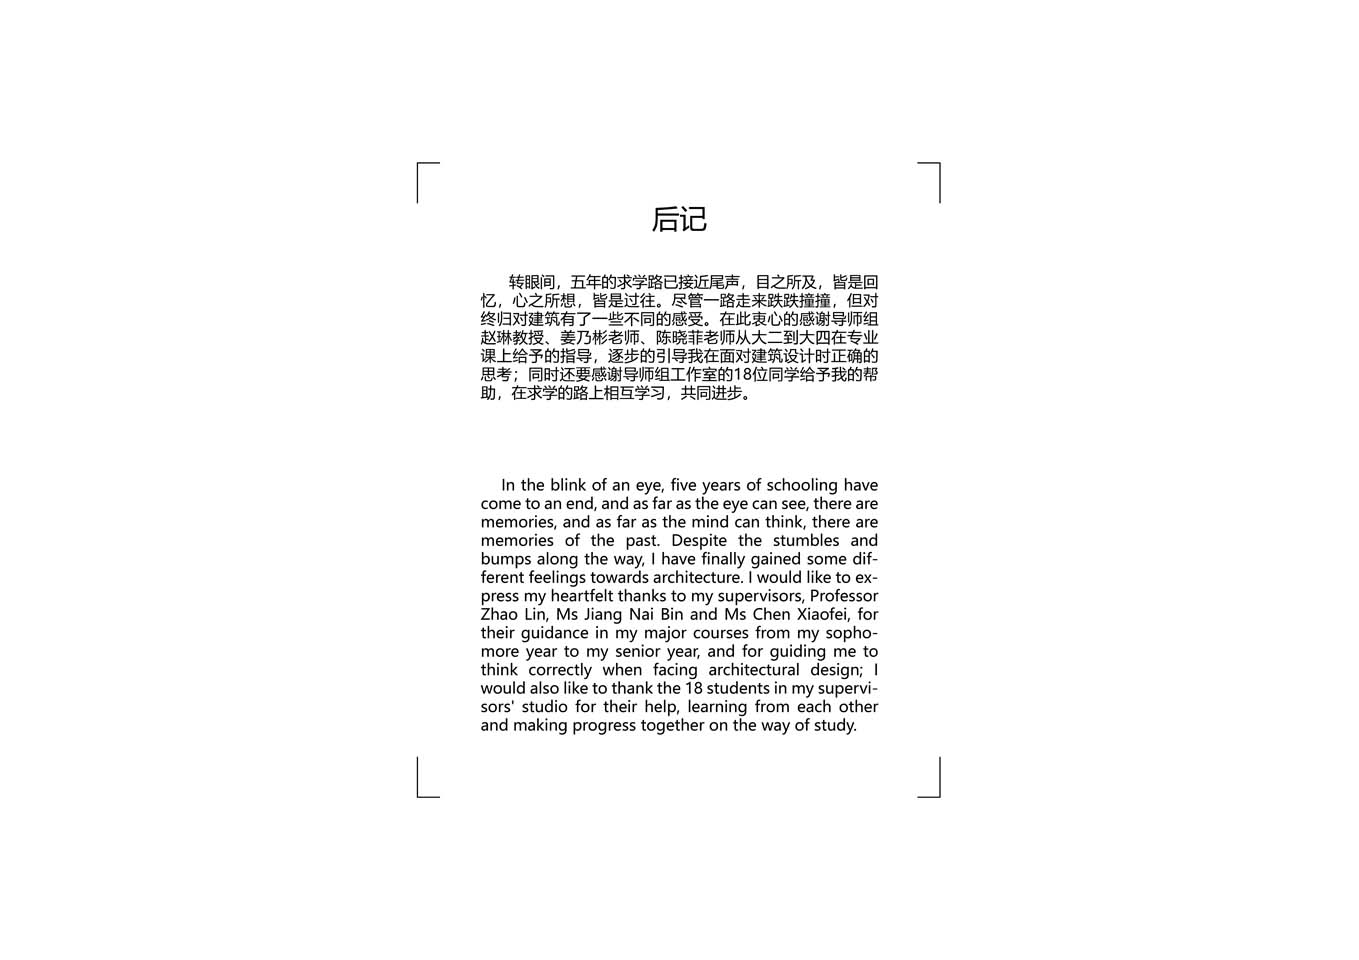 后记
转眼间，五年的求学路已接近尾声，目之所及，皆是回
忆，心之所想，皆是过往。尽管一路走来跌跌撞撞，但对
终归对建筑有了一些不同的感受。在此衷心的感谢导师组
赵琳教授、姜乃彬老师、陈晓菲老师从大二到大四在专业
课上给予的指导，逐步的引导我在面对建筑设计时正确的
思考；同时还要感谢导师组工作室的18位同学给予我的帮
助，在求学的路上相互学习，共同进步。
In the blink of an eye, five years of schooling have
come to an end, and as far as the eye can see, there are
memories, and as far as the mind can think, there are
memories of the past. Despite the stumbles and
bumps along the way, I have finally gained some dif-
ferent feelings towards architecture. I would like to ex-
press my heartfelt thanks to my supervisors, Professor
Zhao Lin, Ms Jiang Nai Bin and Ms Chen Xiaofei, for
their guidance in my major courses from my sopho-
more year to my senior year, and for guiding me to
think correctly when facing architectural design; I
would also like to thank the 18 students in my supervi-
sors' studio for their help, learning from each other
and making progress together on the way of study.